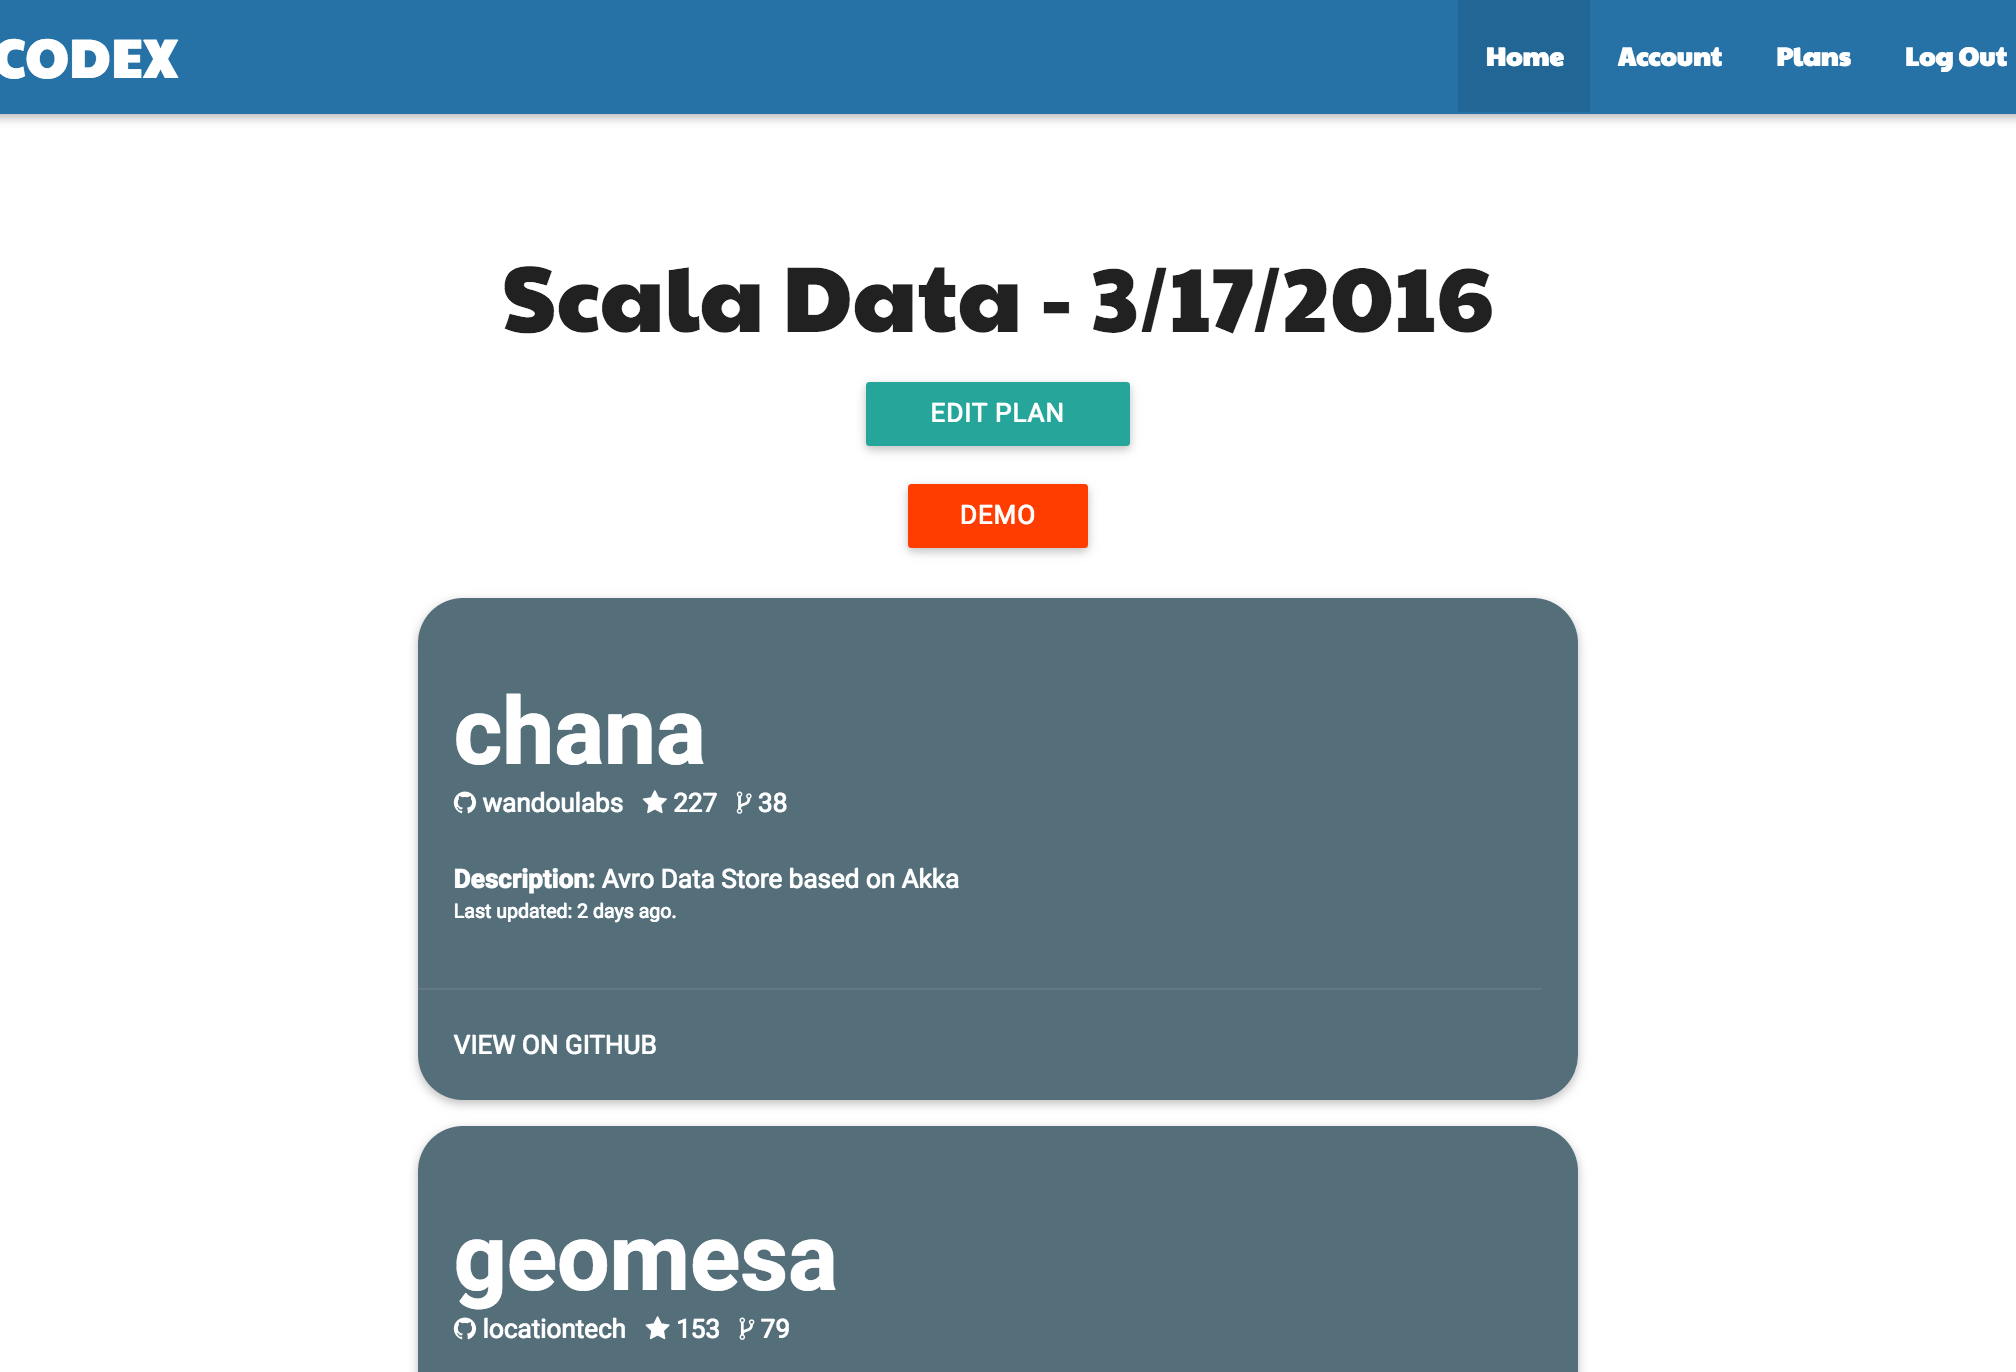 CODEX
Home Account Plans Log Out
Scala Data - 3/17/2016
EDIT PLAN
DEMO
chana
wandoulabs 227 38
Description: Avro Data Store based on Akka
Last updated: 2 days ago.
VIEW ON GITHUB
geomesa
locationtech 153 79